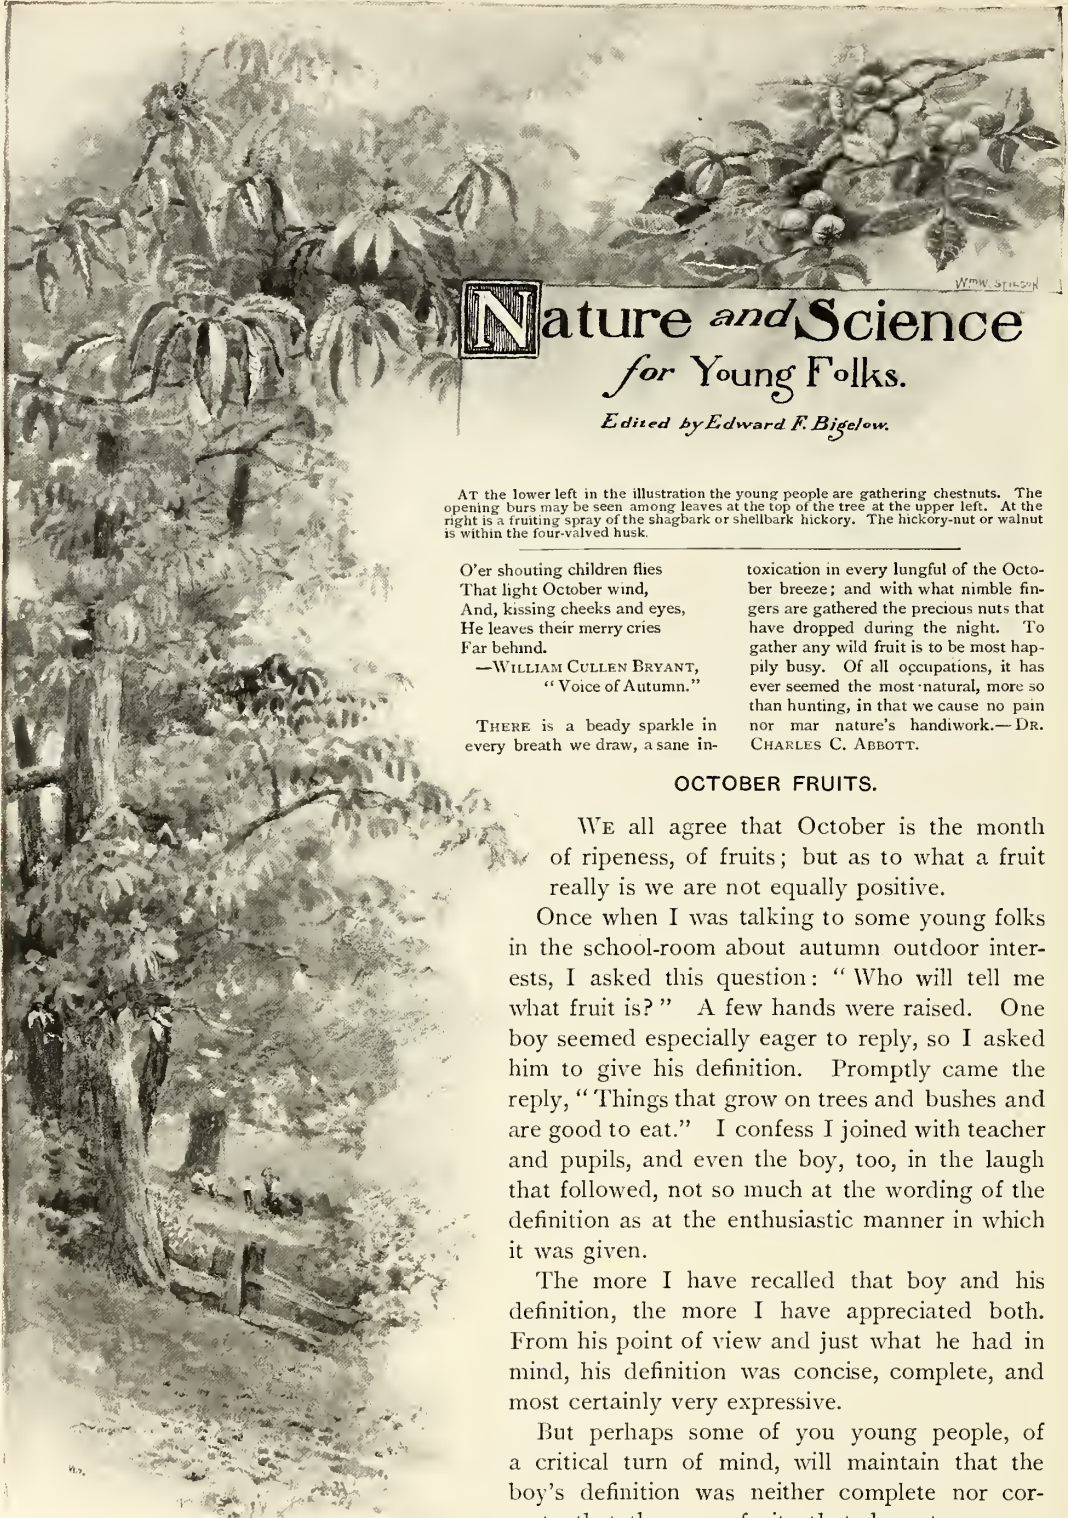 WmW. STILSON
Nature and Science
for Young Folks.
Edited by Edward F. Bigelow.
AT the lower left in the illustration the young people are gathering chestnuts. The
opening burs may be seen among leaves at the top of the tree at the upper left. At the
right is a fruiting spray of the shagbark or shellbark hickory. The hickory-nut or walnut
is within the four-valved husk.
O'er shouting children flies
That light October wind,
And, kissing cheeks and eyes,
He leaves their merry cries
Far behind.
—WILLIAM CULLEN BRYANT,
"Voice of Autumn."
THERE is a beady sparkle in
every breath we draw, a sane in-
toxication in every lungful of the Octo-
ber breeze; and with what nimble fin-
gers are gathered the precious nuts that
have dropped during the night. To
gather any wild fruit is to be most hap-
pily busy. Of all occupations, it has
ever seemed the most natural, more so
than hunting, in that we cause no pain
nor mar nature's handiwork.—DR.
CHARLES C. ABBOTT.
OCTOBER FRUITS.
WE all agree that October is the month
of ripeness, of fruits; but as to what a fruit
really is we are not equally positive.
Once when I was talking to some young folks
in the school-room about autumn outdoor inter-
ests, I asked this question: "Who will tell me
what fruit is?" A few hands were raised. One
boy seemed especially eager to reply, so I asked
him to give his definition. Promptly came the
reply, "Things that grow on trees and bushes and
are good to eat." I confess I joined with teacher
and pupils, and even the boy, too, in the laugh
that followed, not so much at the wording of the
definition as at the enthusiastic manner in which
it was given.
The more I have recalled that boy and his
definition, the more I have appreciated both.
From his point of view and just what he had in
mind, his definition was concise, complete, and
most certainly very expressive.
But perhaps some of you young people, of
a critical turn of mind, will maintain that the
boy's definition was neither complete nor cor-